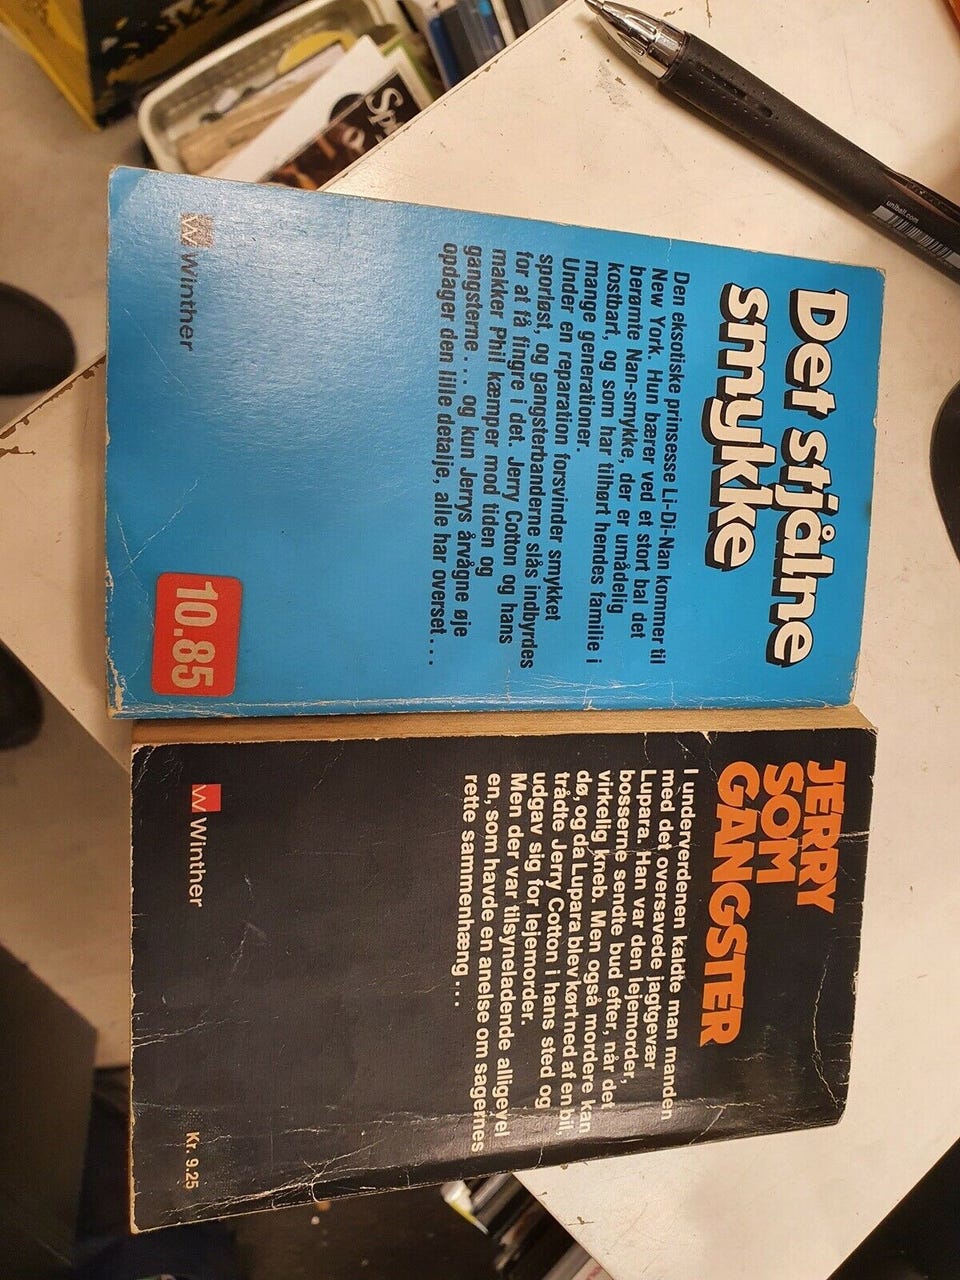 Det stjålne
smykke
Den eksotiske prinsesse Li-Di-Nan kommer til
New York. Hun bærer ved et stort bal det
berømte Nan-smykke, der er umådelig
kostbart, og som har tilhørt hendes familie i
mange generationer.
Under en reparation forsvinder smykket
sporløst, og gangsterbanderne slås indbyrdes
for at få fingre i det. Jerry Cotton og hans
makker Phil kæmper mod tiden og
gangsterne . . . og kun Jerrys årvågne øje
opdager den lille detalje, alle har overset. . .
W winther
10.85
JERRY
SOM
GANGSTER
I underverdenen kaldte man manden
med det oversavede jagtgevær
Lupara. Han var den lejemorder,
bosserne sendte bud efter, når det
virkelig kneb. Men også mordere kan
dø, og da Lupara blev kørt ned af en bil,
trådte Jerry Cotton i hans sted og
udgav sig for lejemorder.
Men der var tilsyneladende alligevel
en, som havde en anelse om sagernes
rette sammenhæng . . .
W winther
Kr. 9.25
uniball.com